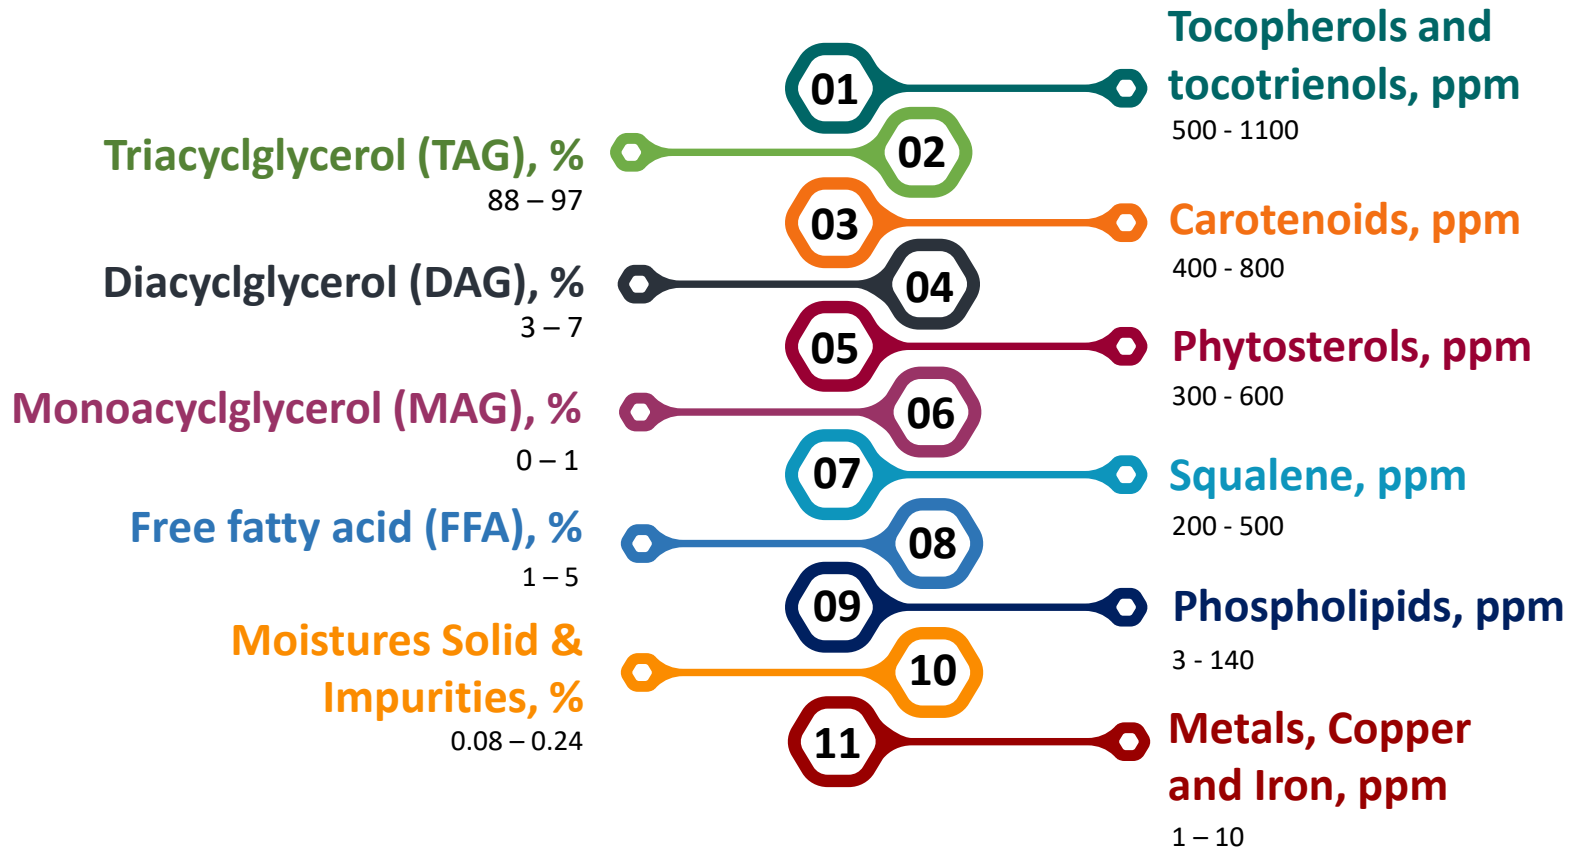 01
Tocopherols and
tocotrienols, ppm
500 - 1100
02
Triacyclglycerol (TAG), %
88 – 97
03
Carotenoids, ppm
400 - 800
04
Diacyclglycerol (DAG), %
3 – 7
05
Phytosterols, ppm
300 - 600
06
Monoacyclglycerol (MAG), %
0 – 1
07
Squalene, ppm
200 - 500
08
Free fatty acid (FFA), %
1 – 5
09
Phospholipids, ppm
3 - 140
10
Moistures Solid &
Impurities, %
0.08 – 0.24
11
Metals, Copper
and Iron, ppm
1 – 10